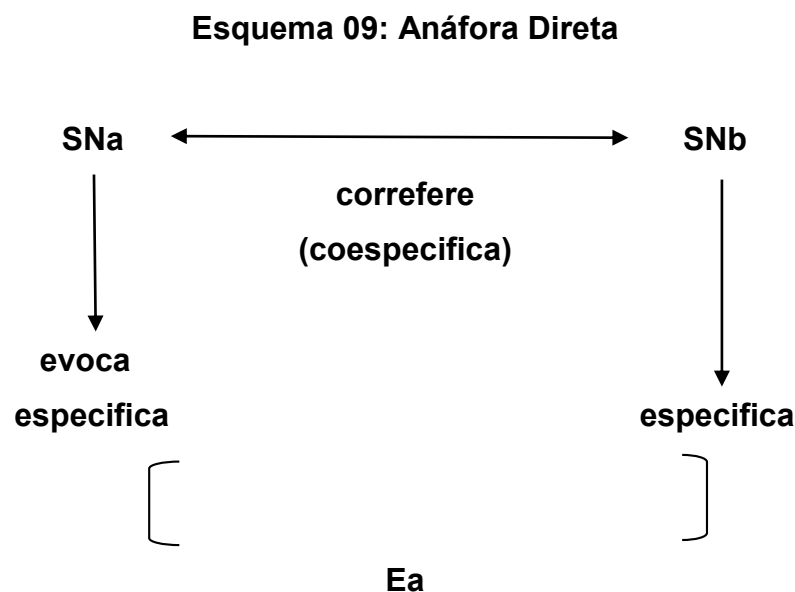 Esquema 09: Anáfora Direta
SNa SNb
correfere
(coespecifica)
evoca
especifica especifica
Ea